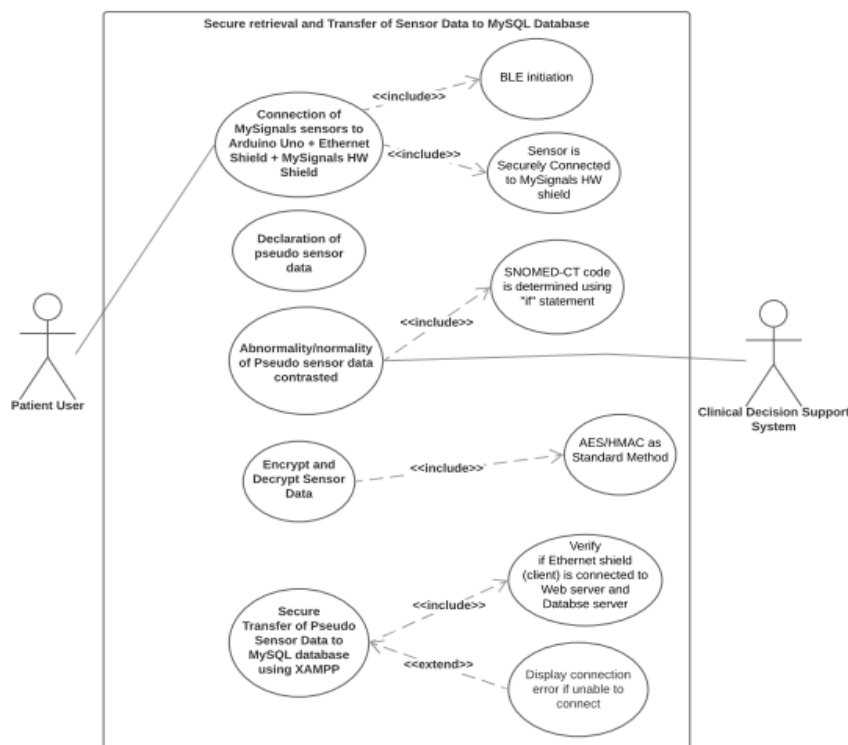 Secure retrieval and Transfer of Sensor Data to MySQL Database
BLE initiation
<<include>>
Connection of
MySignals sensors to
Arduino Uno + Ethernet
Shield + MySignals HW
Shield
<<include>>
Sensor is
Securely Connected
to MySignals HW
shield
Declaration of
pseudo sensor
data
SNOMED-CT code
is determined using
"if" statement
<<include>>
Abnormality/normality
of Pseudo sensor data
contrasted
Patient User
Clinical Decision Support
System
AES/HMAC as
Standard Method
Encrypt and
Decrypt Sensor
Data
<<include>>
Verify
if Ethernet shield
(client) is connected to
Web server and
Databse server
<<include>>
Secure
Transfer of Pseudo
Sensor Data to
MySQL database
using XAMPP
<<extend>>
Display connection
error if unable to
connect